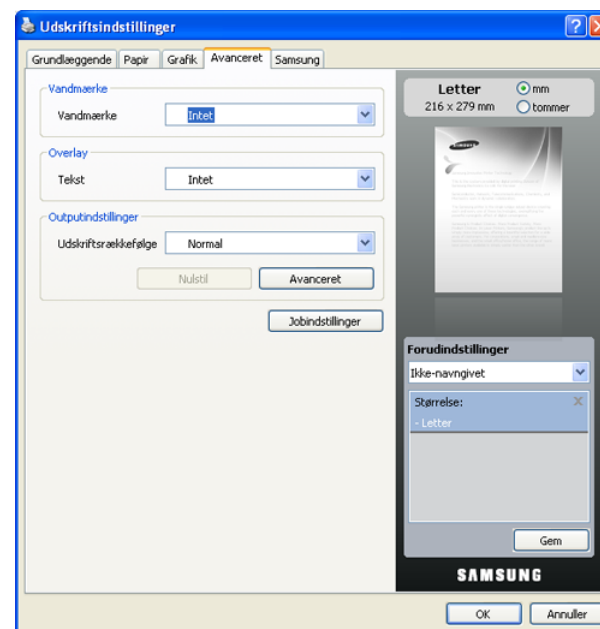 Udskriftsindstillinger
Grundlæggende Papir Grafik Avanceret Samsung
Vandmærke
Vandmærke Intet
Overlay
Tekst Intet
Outputindstillinger
Udskriftsrækkefølge Normal
Nulstil Avanceret
Jobindstillinger
Letter
216 x 279 mm
mm
tommer
SAMSUNG
Forudindstillinger
Ikke-navngivet
Størrelse:
- Letter
Gem
SAMSUNG
OK Annuller